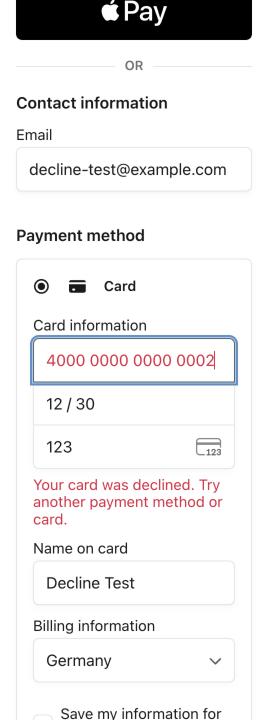 Pay
OR
Contact information
Email
decline-test@example.com
Payment method
Card
Card information
4000 0000 0000 0002
12 / 30
123
123
Your card was declined. Try
another payment method or
card.
Name on card
Decline Test
Billing information
Germany
Save my information for